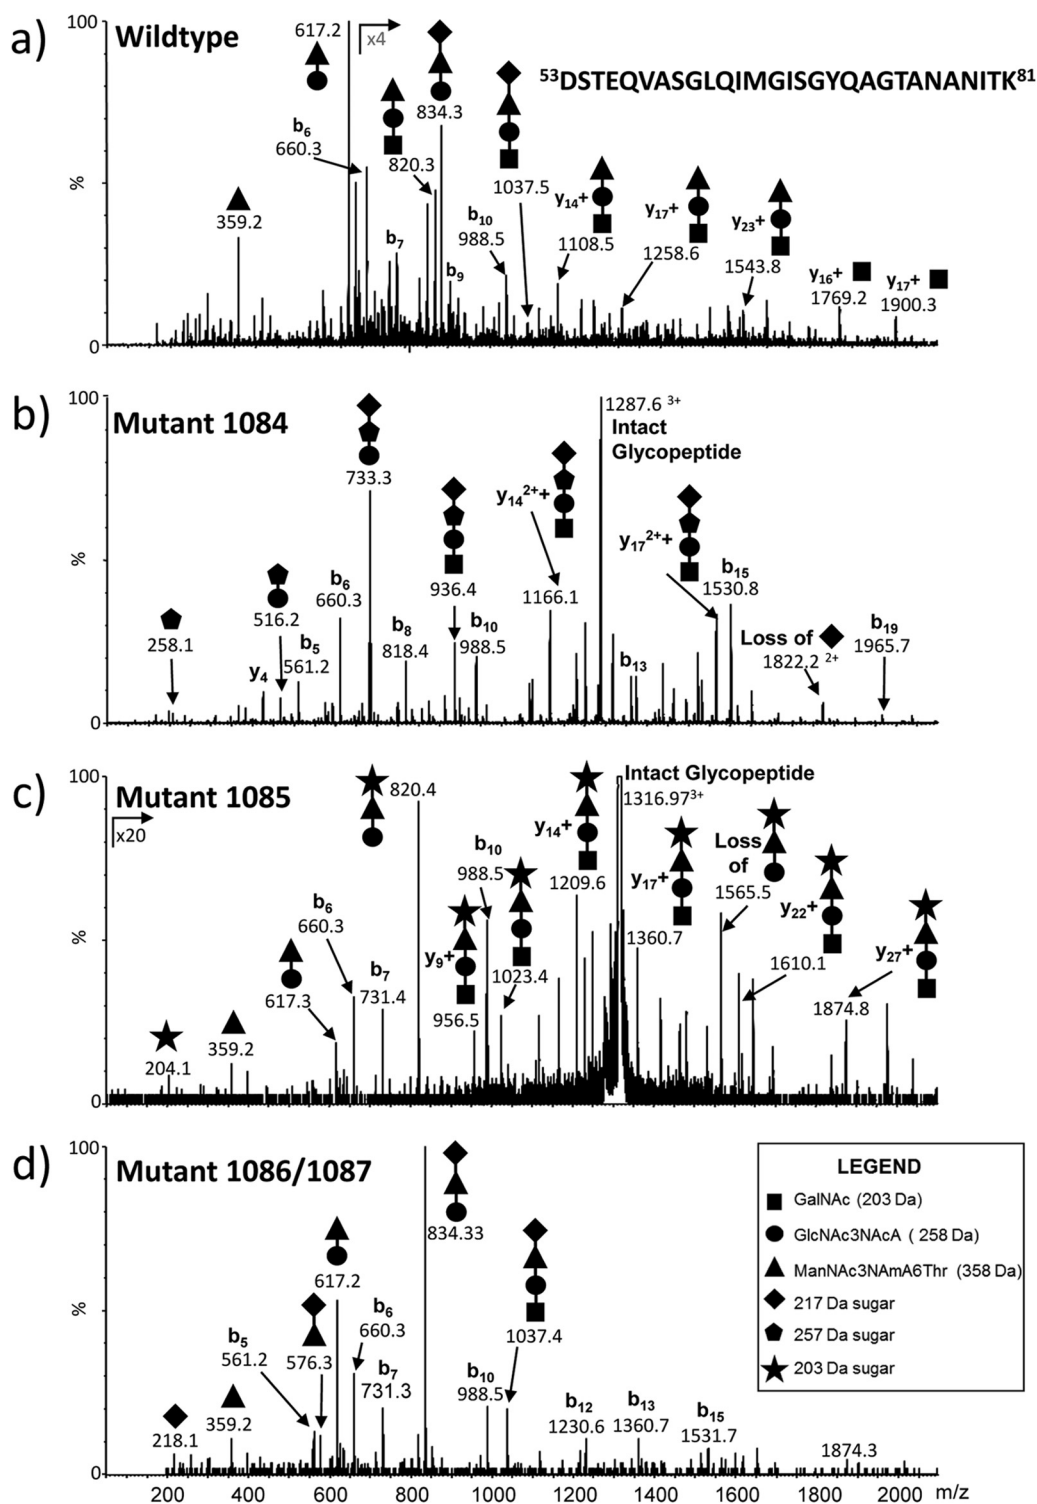 a)
Wildtype
100
%
0
617.2
x4
⁵³DSTEQVASGLQIMGISGYQAGTANANITK⁸¹
834.3
b₆
660.3
820.3
1037.5
359.2
b₇
b₉
b₁₀
988.5
y₁₄+
1108.5
y₁₇+
1258.6
y₂₃+
1543.8
y₁₆+
1769.2
y₁₇+
1900.3
b)
Mutant 1084
100
%
0
1287.6 ³⁺
Intact
Glycopeptide
733.3
y₁₄²⁺+
936.4
y₁₇²⁺+
b₁₅
1530.8
516.2
b₆
660.3
1166.1
258.1
b₅
561.2
y₄
b₈
818.4
b₁₀
988.5
b₁₃
Loss of
1822.2 ²⁺
b₁₉
1965.7
c)
Mutant 1085
100
%
0
x20
820.4
Intact Glycopeptide
1316.97³⁺
y₁₄+
1209.6
b₁₀
988.5
y₁₇+
1360.7
Loss
of
1565.5
y₂₂+
1610.1
b₆
660.3
b₇
731.4
y₉+
956.5
1023.4
617.3
359.2
204.1
y₂₇+
1874.8
d)
Mutant 1086/1087
100
%
0
834.33
617.2
b₆
660.3
1037.4
b₅
561.2
576.3
b₇
731.3
b₁₀
988.5
359.2
218.1
b₁₂
1230.6
b₁₃
1360.7
b₁₅
1531.7
1874.3
LEGEND
GalNAc (203 Da)
GlcNAc3NAcA ( 258 Da)
ManNAc3NAmA6Thr (358 Da)
217 Da sugar
257 Da sugar
203 Da sugar
200 400 600 800 1000 1200 1400 1600 1800 2000 m/z